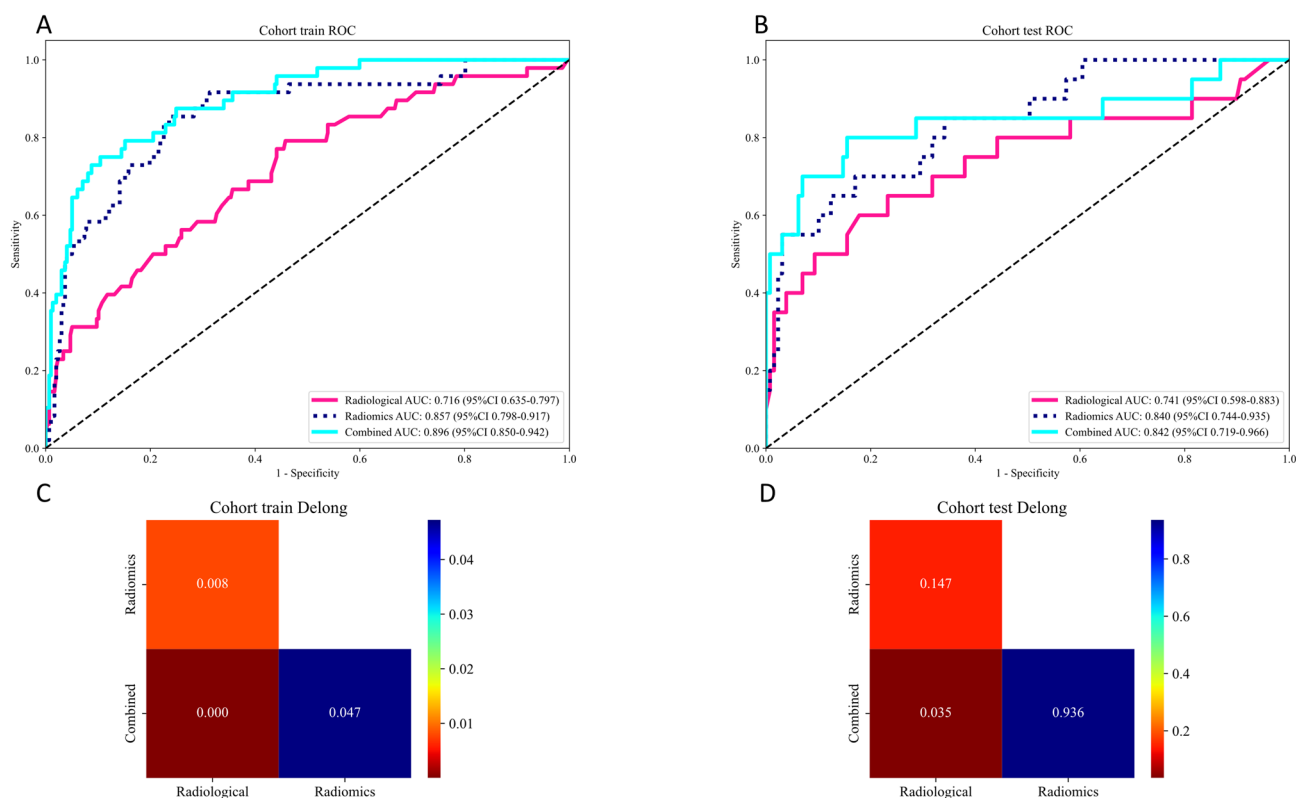 A
Cohort train ROC
1.0
0.8
0.6
0.4
0.2
0.0
Sensitivity
0.0 0.2 0.4 0.6 0.8 1.0
1 - Specificity
Radiological AUC: 0.716 (95%CI 0.635-0.797)
Radiomics AUC: 0.857 (95%CI 0.798-0.917)
Combined AUC: 0.896 (95%CI 0.850-0.942)
B
Cohort test ROC
1.0
0.8
0.6
0.4
0.2
0.0
Sensitivity
0.0 0.2 0.4 0.6 0.8 1.0
1 - Specificity
Radiological AUC: 0.741 (95%CI 0.598-0.883)
Radiomics AUC: 0.840 (95%CI 0.744-0.935)
Combined AUC: 0.842 (95%CI 0.719-0.966)
C
Cohort train Delong
Radiomics
0.008
Combined
0.000 0.047
Radiological Radiomics
0.04
0.03
0.02
0.01
D
Cohort test Delong
Radiomics
0.147
Combined
0.035 0.936
Radiological Radiomics
0.8
0.6
0.4
0.2